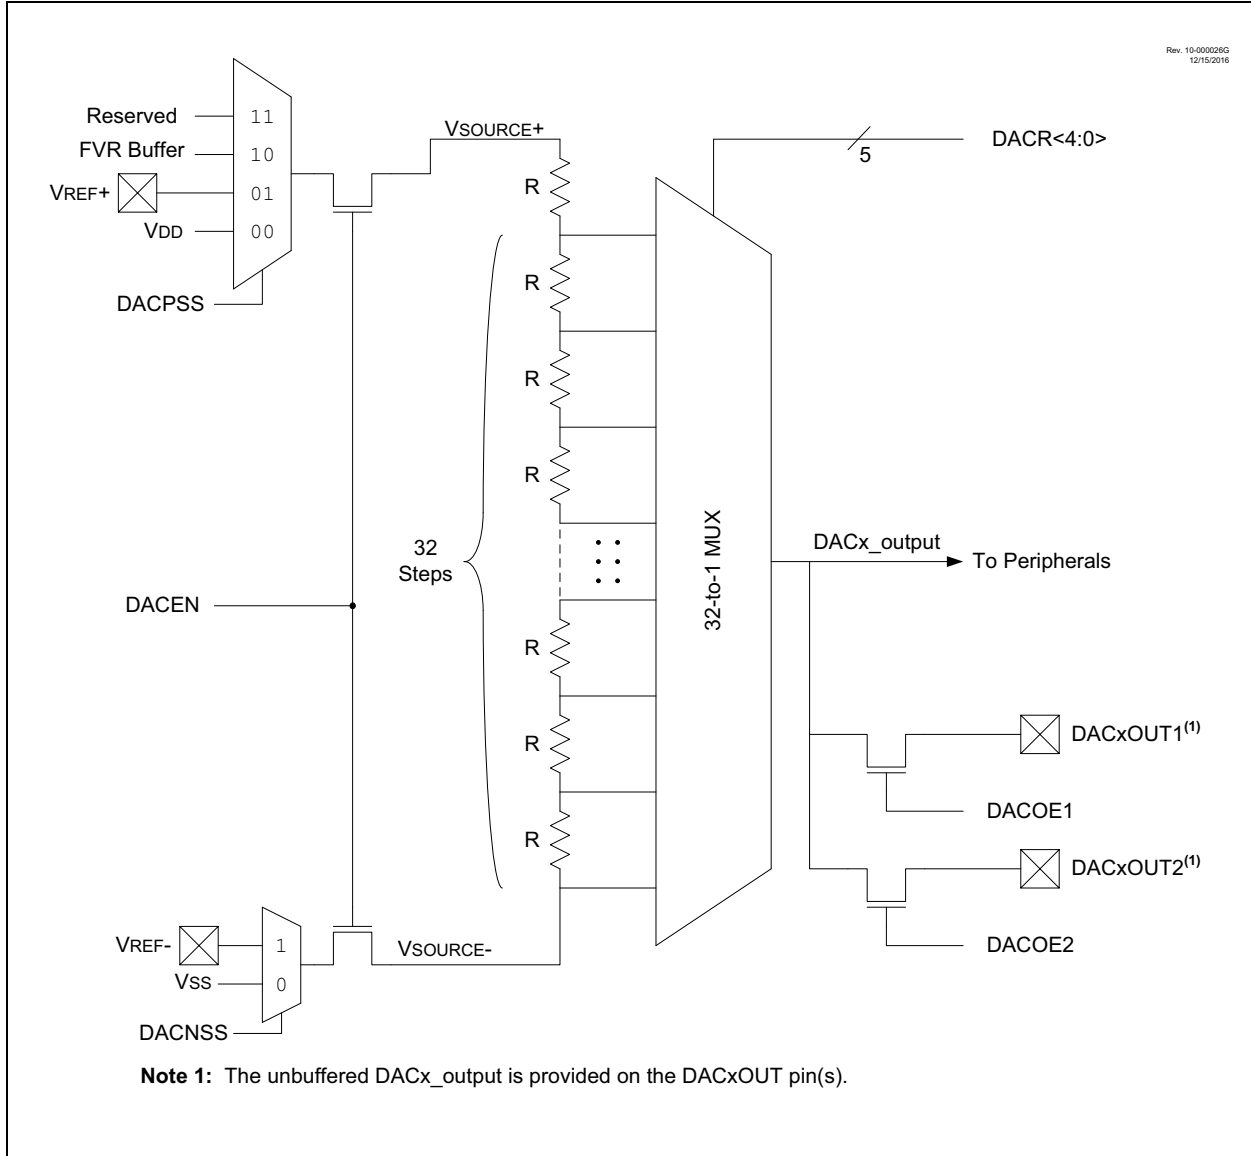 Rev. 10-000026G
12/15/2016
Reserved
11
FVR Buffer
10
VREF+
01
VDD
00
DACPSS
VSOURCE+
R
R
R
R
32
Steps
R
R
R
DACEN
DACR<4:0>
5
32-to-1 MUX
DACx_output
To Peripherals
DACxOUT1(1)
DACOE1
DACxOUT2(1)
DACOE2
VREF-
1
VSS
0
VSOURCE-
DACNSS
Note 1: The unbuffered DACx_output is provided on the DACxOUT pin(s).